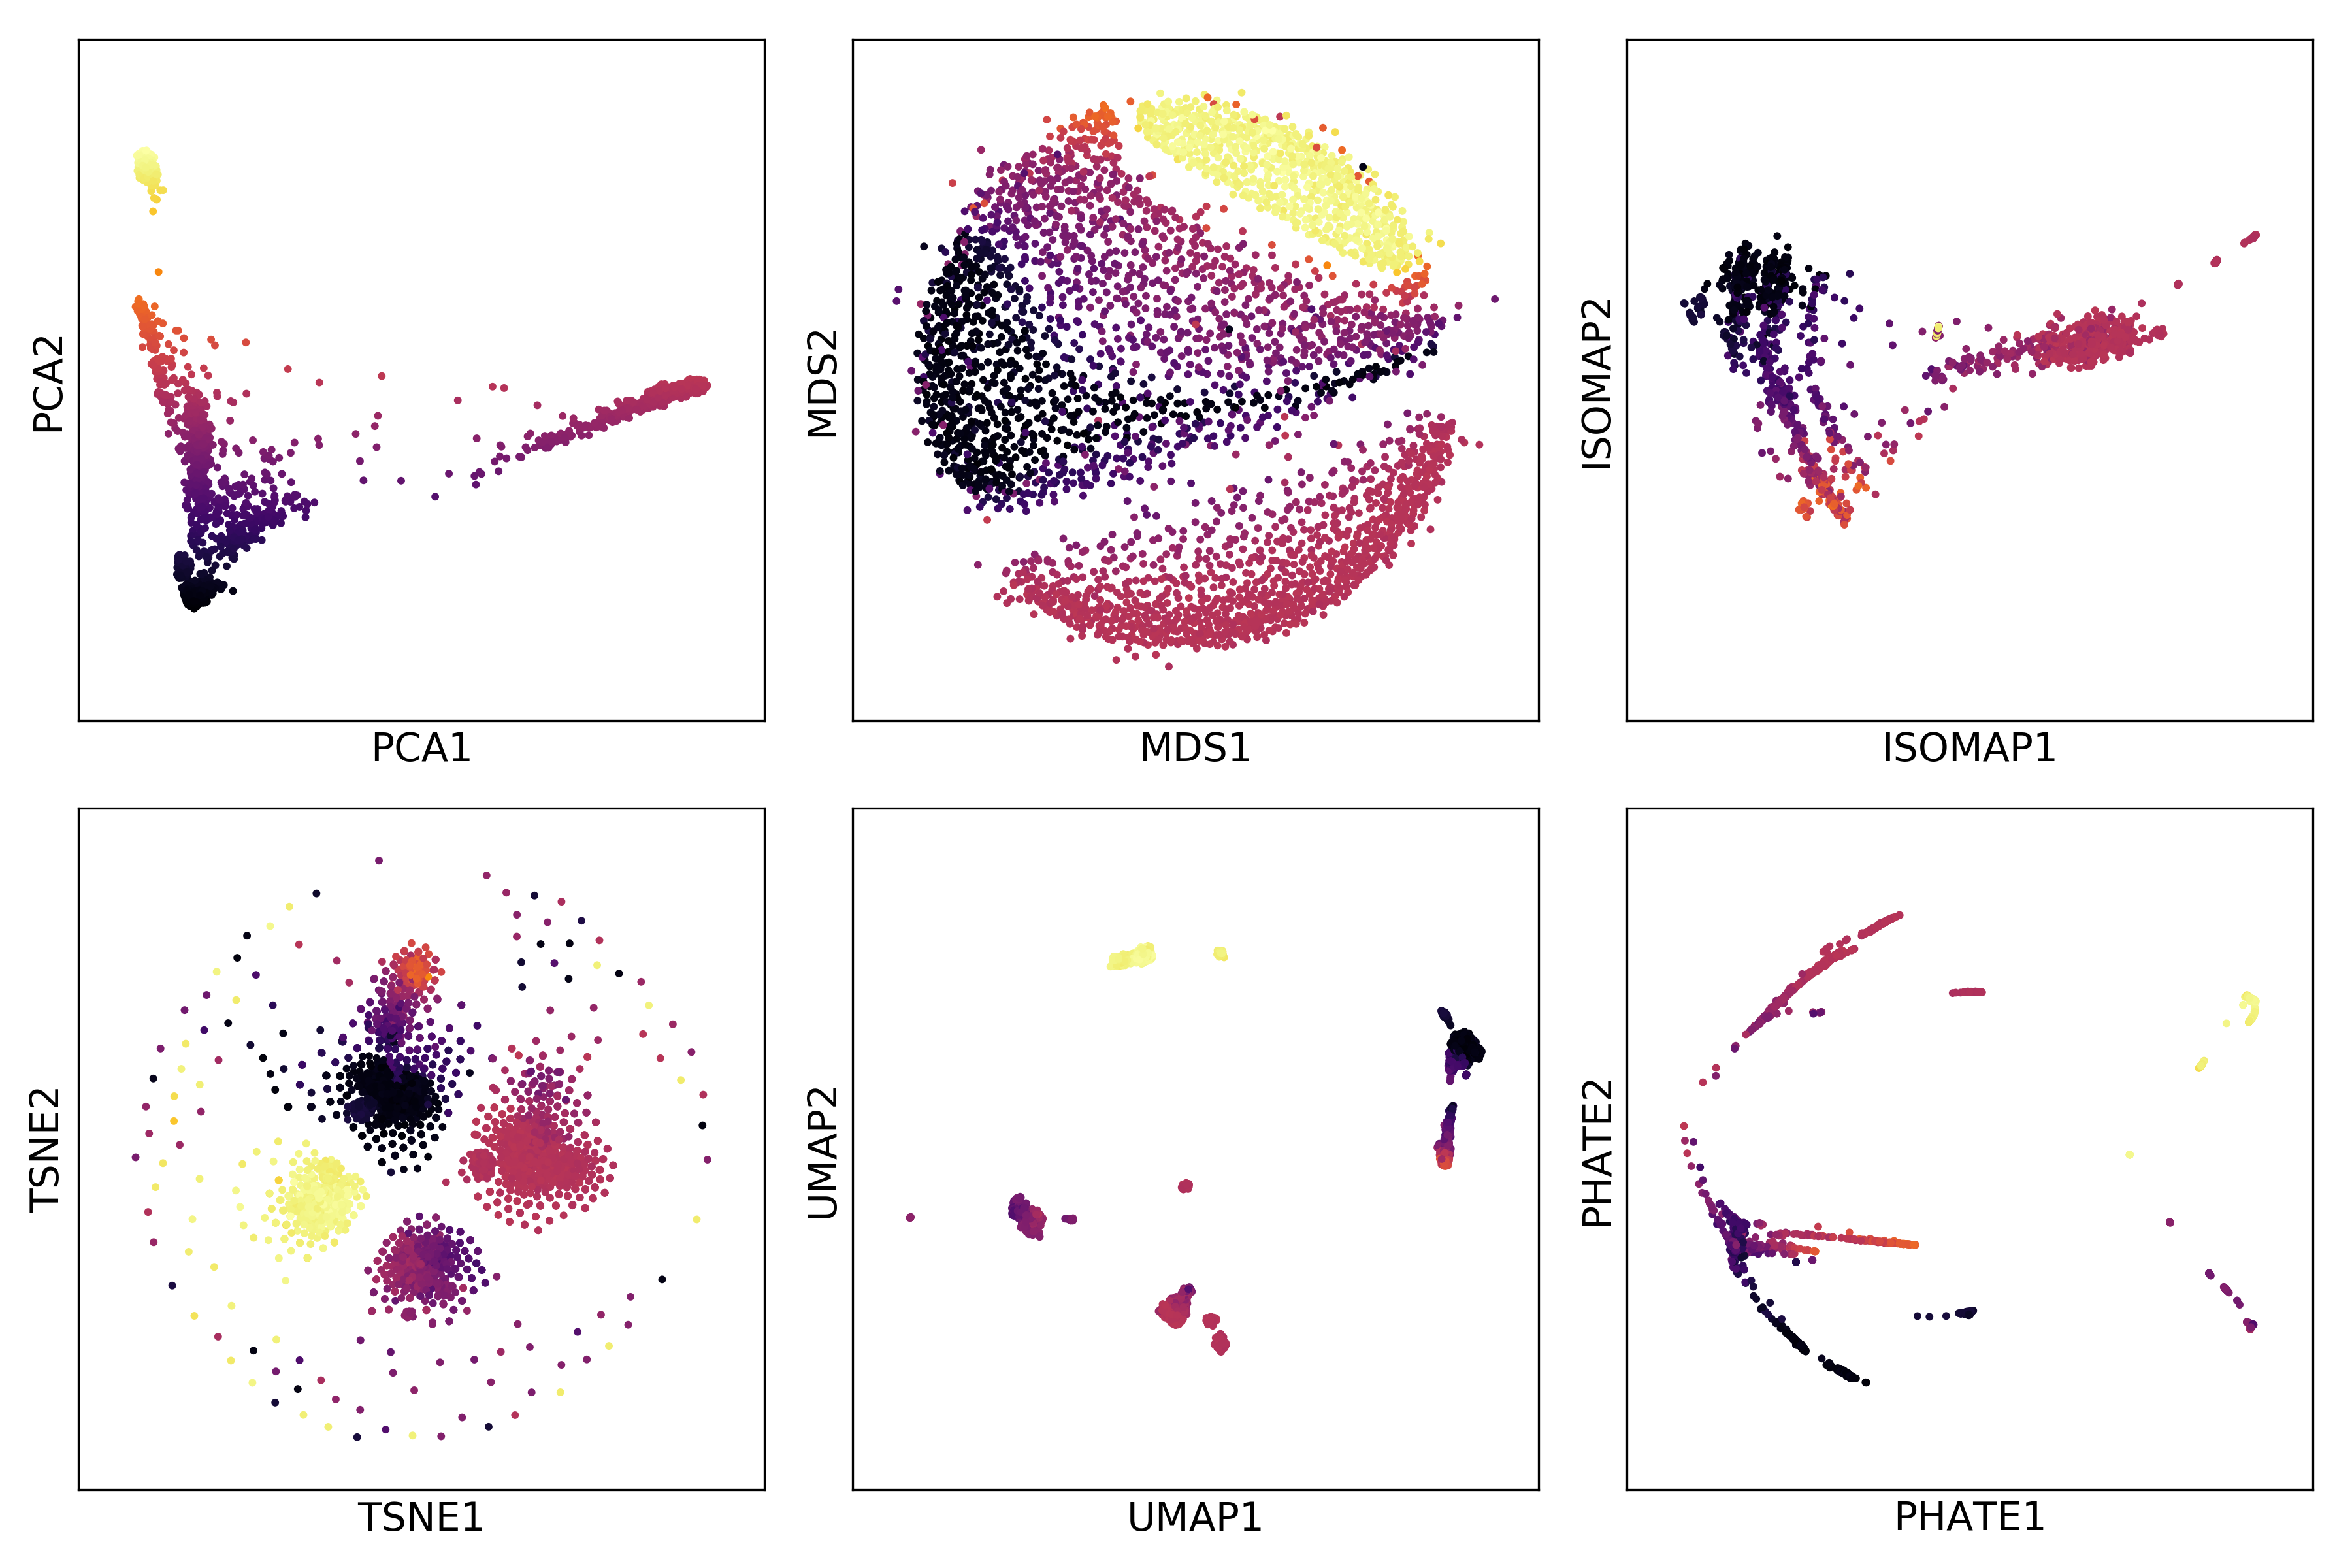 PCA2
PCA1
MDS2
MDS1
ISOMAP2
ISOMAP1
TSNE2
TSNE1
UMAP2
UMAP1
PHATE2
PHATE1